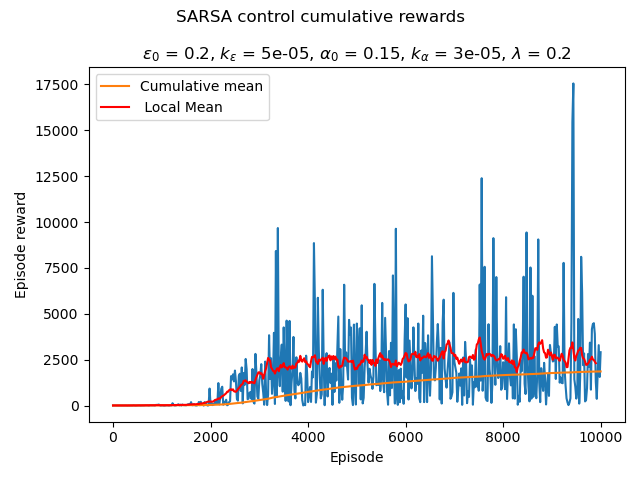 SARSA control cumulative rewards
ε₀ = 0.2, kε = 5e-05, α₀ = 0.15, kα = 3e-05, λ = 0.2
Cumulative mean
Local Mean
17500
15000
12500
10000
7500
5000
2500
0
Episode reward
0 2000 4000 6000 8000 10000
Episode